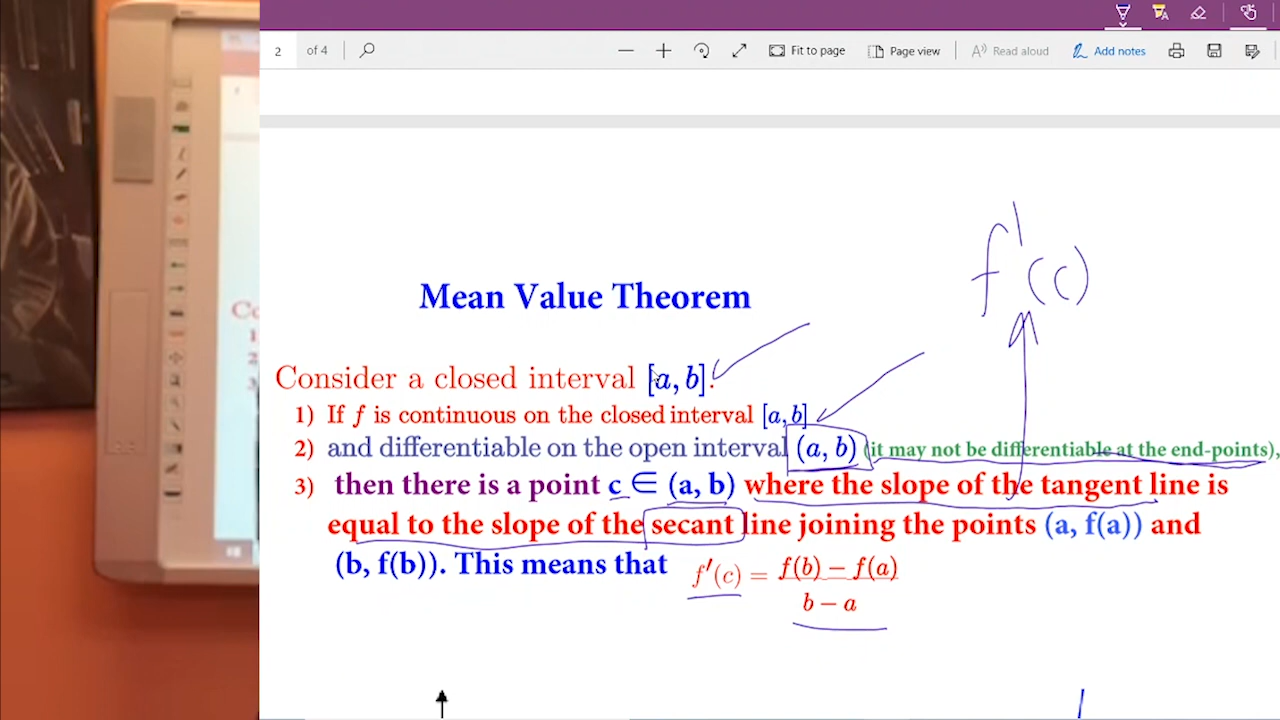 2 of 4 Fit to page Page view Read aloud Add notes
f'(c)
Mean Value Theorem
Consider a closed interval [a, b].
1) If f is continuous on the closed interval [a, b]
2) and differentiable on the open interval (a, b) (it may not be differentiable at the end-points),
3) then there is a point c ∈ (a, b) where the slope of the tangent line is
equal to the slope of the secant line joining the points (a, f(a)) and
(b, f(b)). This means that f'(c) = f(b) − f(a)
b − a